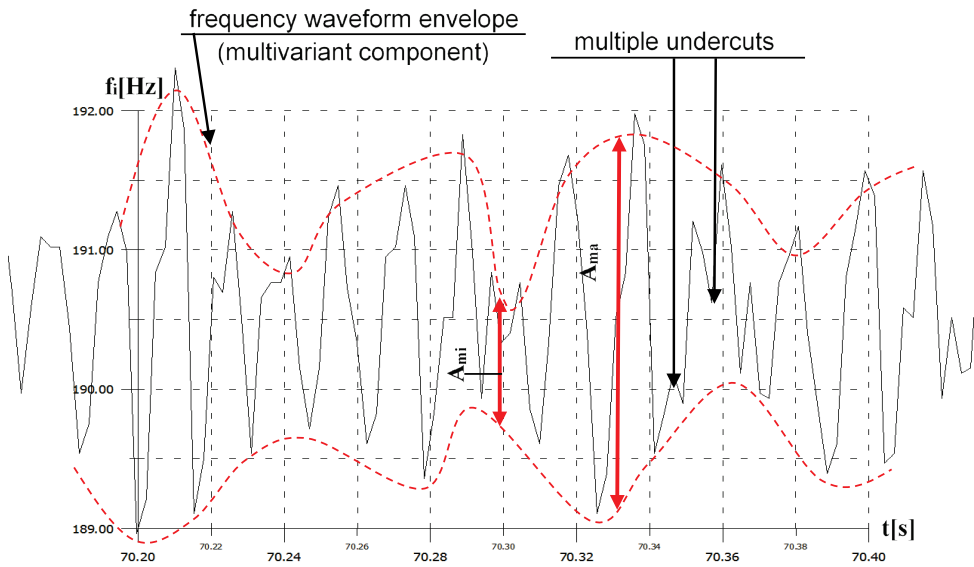 frequency waveform envelope
(multivariant component)
multiple undercuts
fi[Hz]
192.00
191.00
190.00
189.00
Ami
Ama
t[s]
70.20
70.22
70.24
70.26
70.28
70.30
70.32
70.34
70.36
70.38
70.40